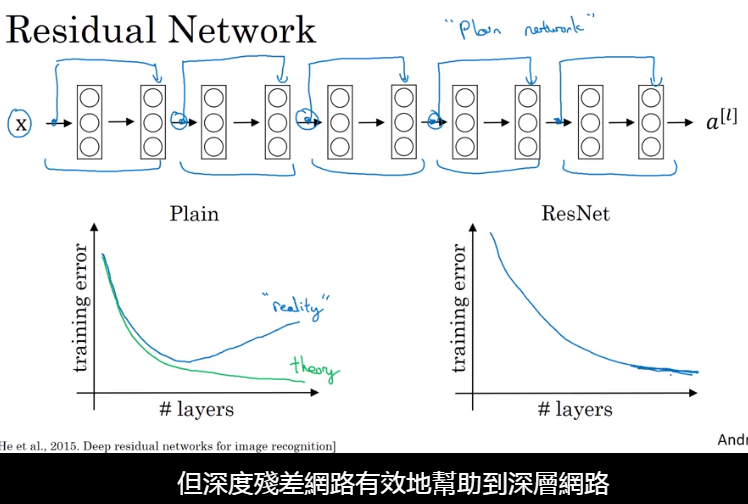 Residual Network
"Plain network"
x
a[l]
Plain
ResNet
training error
"reality"
theory
# layers
training error
# layers
He et al., 2015. Deep residual networks for image recognition]
Andr
但深度殘差網路有效地幫助到深層網路